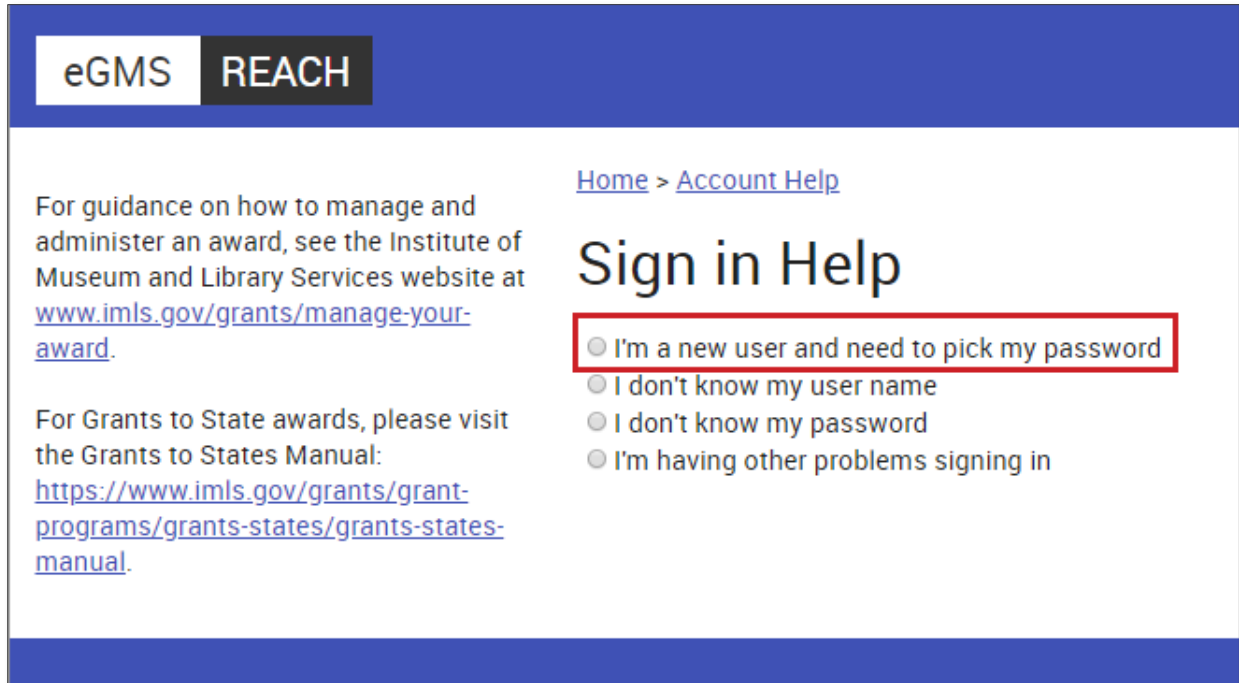 eGMS REACH
For guidance on how to manage and
administer an award, see the Institute of
Museum and Library Services website at
www.imls.gov/grants/manage-your-
award.
For Grants to State awards, please visit
the Grants to States Manual:
https://www.imls.gov/grants/grant-
programs/grants-states/grants-states-
manual.
Home > Account Help
Sign in Help
I'm a new user and need to pick my password
I don't know my user name
I don't know my password
I'm having other problems signing in